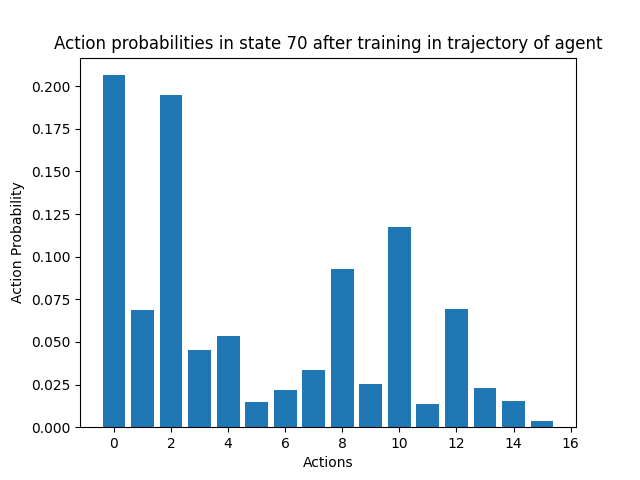 Action probabilities in state 70 after training in trajectory of agent
0.200
0.175
0.150
0.125
0.100
0.075
0.050
0.025
0.000
Action Probability
0 2 4 6 8 10 12 14 16
Actions